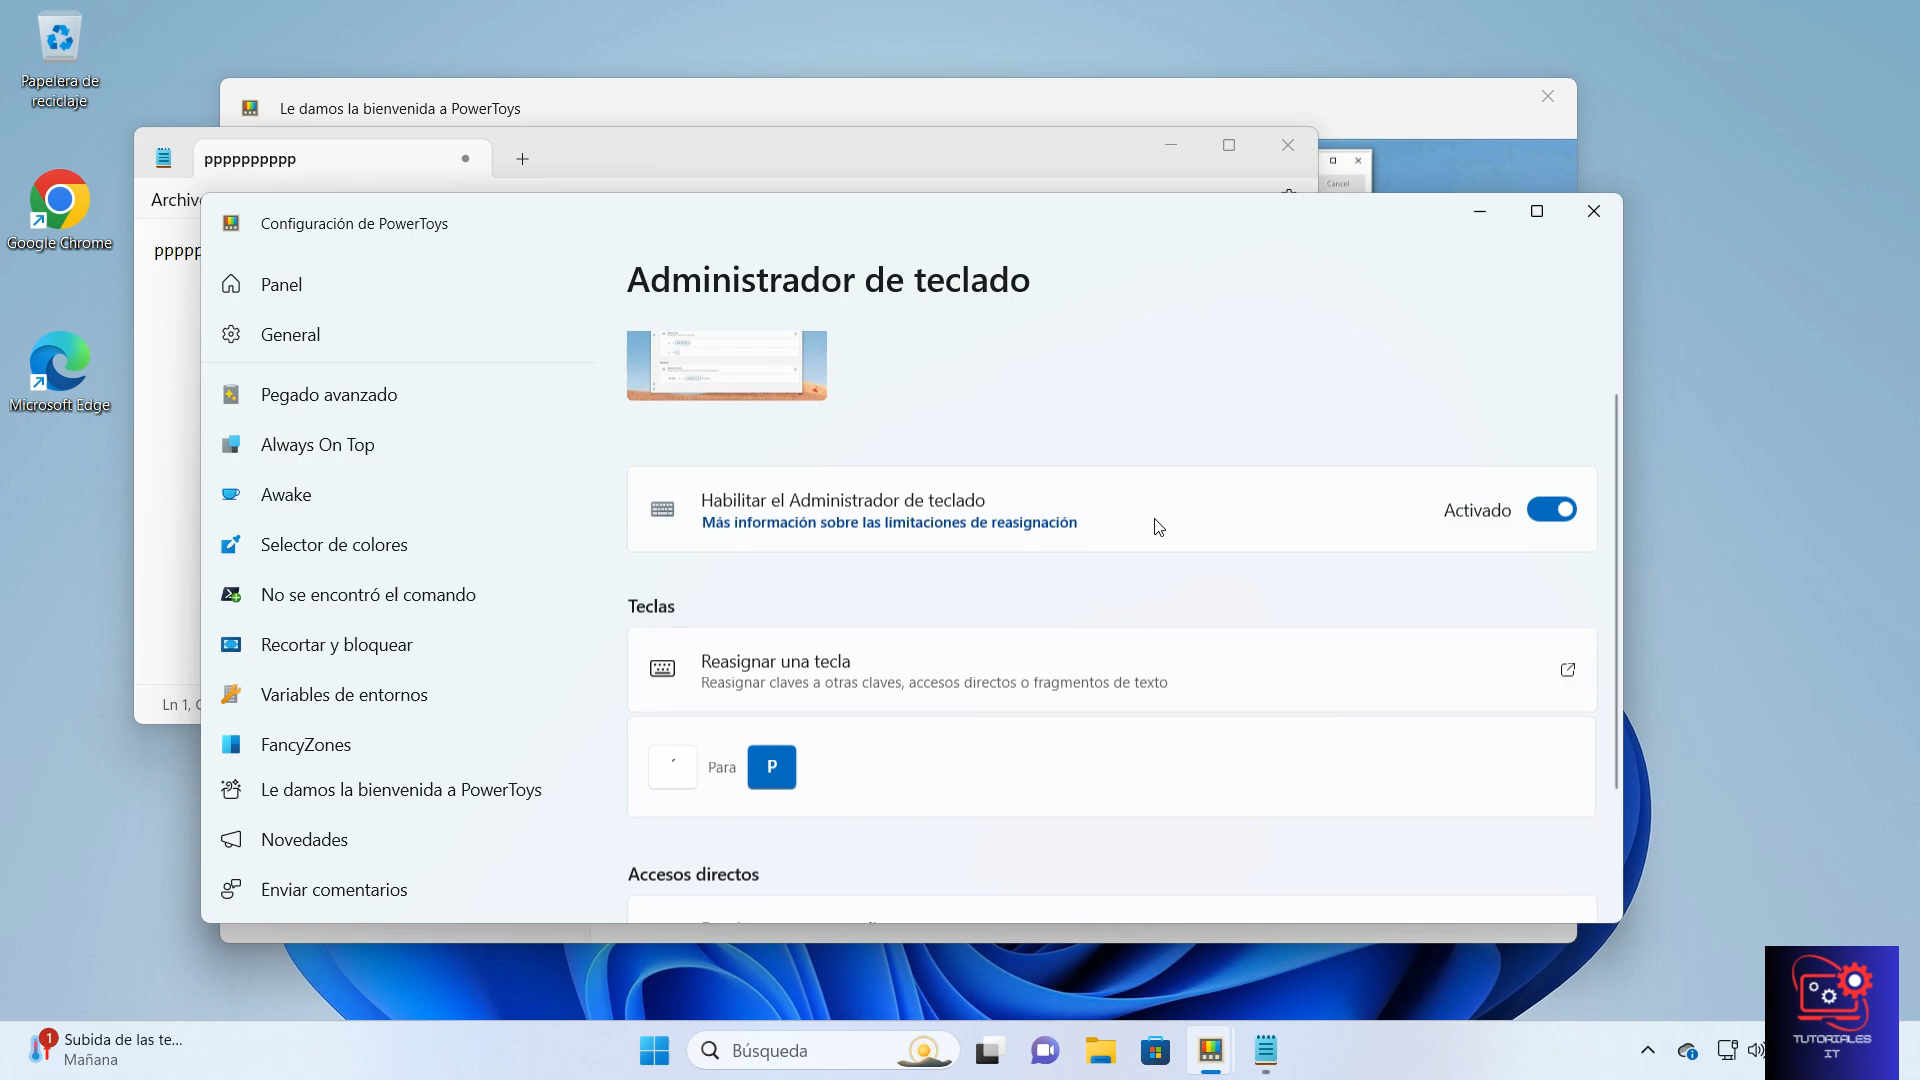 Papelera de
reciclaje
Google Chrome
Microsoft Edge
Le damos la bienvenida a PowerToys
pppppppppp
Cancel
Configuración de PowerToys
Panel
General
Pegado avanzado
Always On Top
Awake
Selector de colores
No se encontró el comando
Recortar y bloquear
Variables de entornos
FancyZones
Le damos la bienvenida a PowerToys
Novedades
Enviar comentarios
Administrador de teclado
Habilitar el Administrador de teclado
Más información sobre las limitaciones de reasignación
Activado
Teclas
Reasignar una tecla
Reasignar claves a otras claves, accesos directos o fragmentos de texto
´ Para P
Accesos directos
Ln 1,
1
Subida de las te...
Mañana
Búsqueda
TUTORIALES
IT